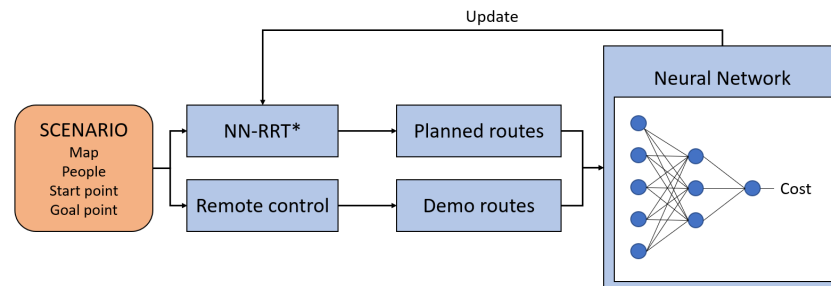 Update
Neural Network
SCENARIO
Map
People
Start point
Goal point
NN-RRT*
Planned routes
Remote control
Demo routes
Cost